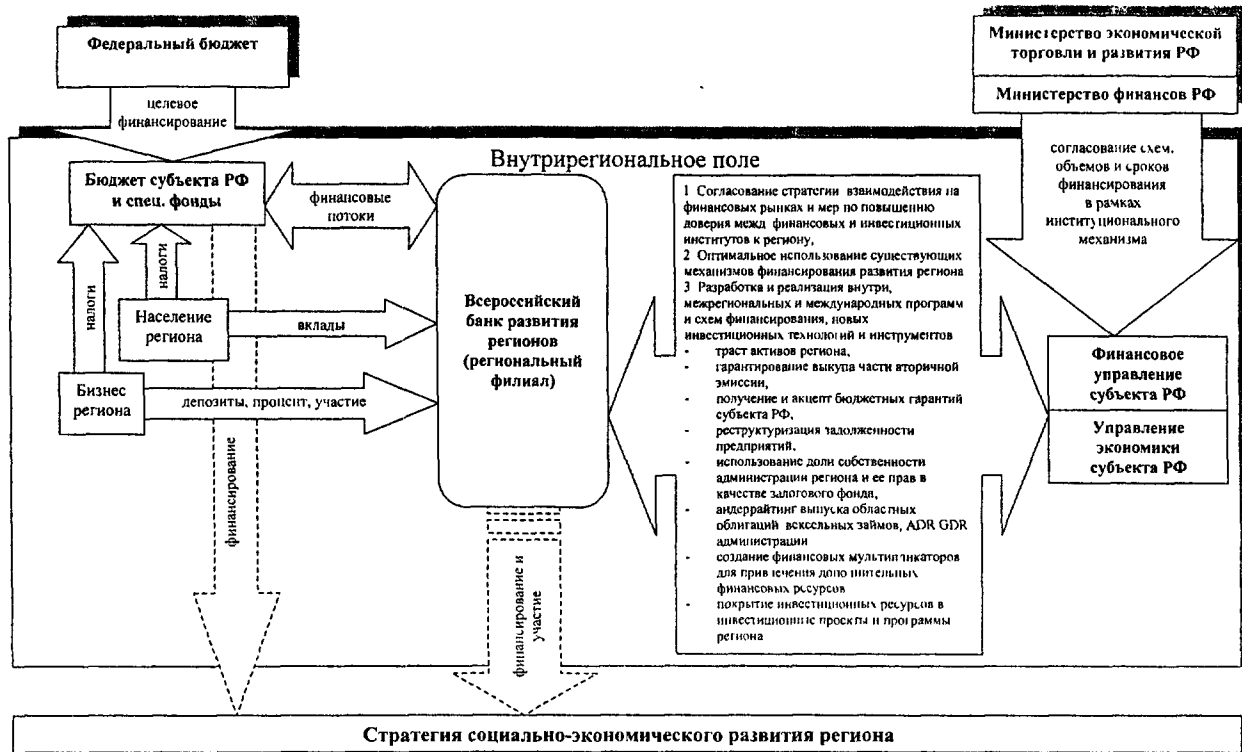 Федеральный бюджет
Министерство экономической
торговли и развития РФ
Министерство финансов РФ
целевое
финансирование
согласование схем,
объемов и сроков
финансирования
в рамках
институционального
механизма
Внутрирегиональное поле
Бюджет субъекта РФ
и спец. фонды
финансовые
потоки
налоги
налоги
Население
региона
вклады
Бизнес
региона
депозиты, процент, участие
Всероссийский
банк развития
регионов
(региональный
филиал)
1 Согласование стратегии взаимодействия на
финансовых рынках и мер по повышению
доверия межд финансовых и инвестиционных
институтов к региону,
2 Оптимальное использование существующих
механизмов финансирования развития региона
3 Разработка и реализация внутри,
межрегиональных и международных программ
и схем финансирования, новых
инвестиционных технологий и инструментов
- траст активов региона,
- гарантирование выкупа части вторичной
эмиссии,
- получение и акцепт бюджетных гарантий
субъекта РФ,
- реструктуризация задолженности
предприятий,
- использование доли собственности
администрации региона и ее прав в
качестве залогового фонда,
- андеррайтинг выпуска областных
облигаций вексельных займов, ADR GDR
администрации
- создание финансовых мультипликаторов
для привлечения дополнительных
финансовых ресурсов
- покрытие инвестиционных ресурсов в
инвестиционные проекты и программы
региона
Финансовое
управление
субъекта РФ
Управление
экономики
субъекта РФ
финансирование
финансирование и
участие
Стратегия социально-экономического развития региона